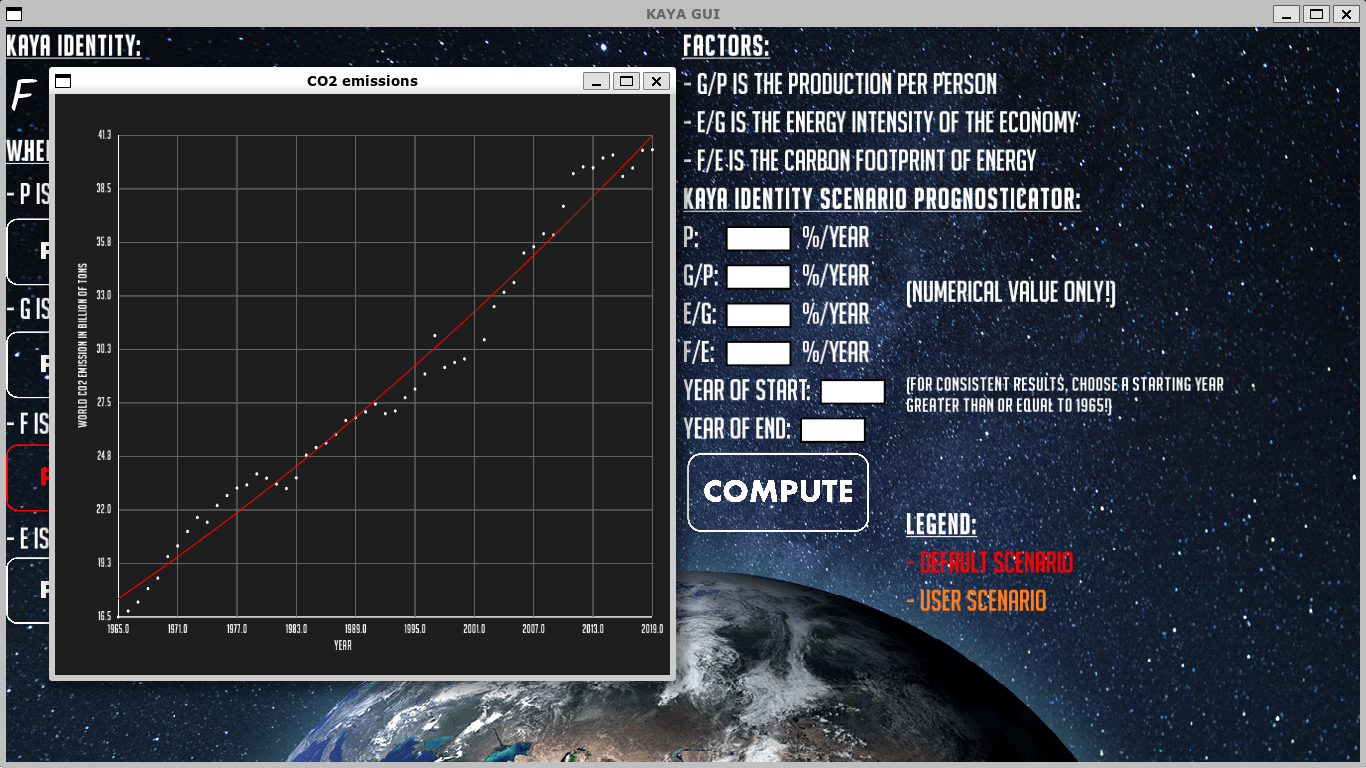 KAYA GUI
KAYA IDENTITY:
F
- P IS
- G IS
- F IS
- E IS
CO2 emissions
41.3
38.5
35.8
33.0
30.3
27.5
24.8
22.0
19.3
16.5
WORLD CO2 EMISSION IN BILLION OF TONS
1965.0 1971.0 1977.0 1983.0 1989.0 1995.0 2001.0 2007.0 2013.0 2019.0
YEAR
FACTORS:
- G/P IS THE PRODUCTION PER PERSON
- E/G IS THE ENERGY INTENSITY OF THE ECONOMY
- F/E IS THE CARBON FOOTPRINT OF ENERGY
KAYA IDENTITY SCENARIO PROGNOSTICATOR:
P: %/YEAR
G/P: %/YEAR
(NUMERICAL VALUE ONLY!)
E/G: %/YEAR
F/E: %/YEAR
YEAR OF START:
(FOR CONSISTENT RESULTS, CHOOSE A STARTING YEAR
GREATER THAN OR EQUAL TO 1965!)
YEAR OF END:
COMPUTE
LEGEND:
- DEFAULT SCENARIO
- USER SCENARIO